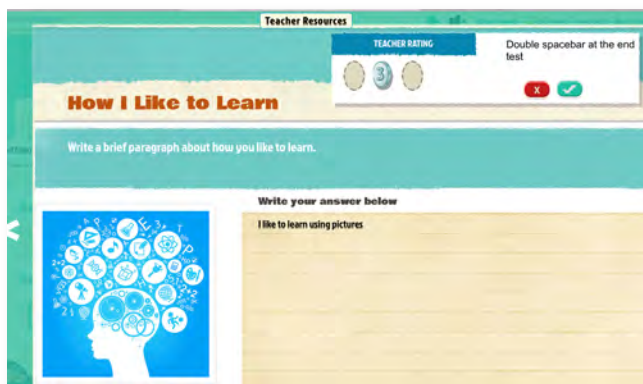 Teacher Resources
TEACHER RATING
3
Double spacebar at the end
test
X
How I Like to Learn
Write a brief paragraph about how you like to learn.
Write your answer below
I like to learn using pictures